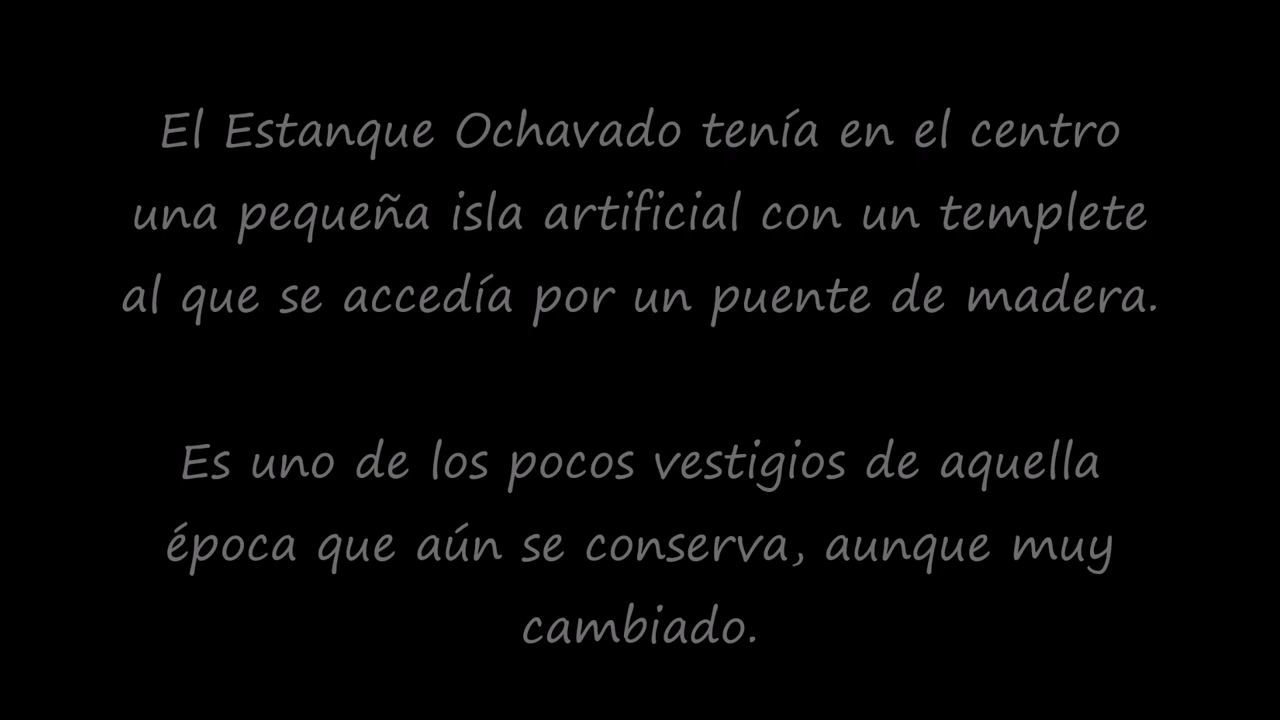 El Estanque Ochavado tenía en el centro
una pequeña isla artificial con un templete
al que se accedía por un puente de madera.
Es uno de los pocos vestigios de aquella
época que aún se conserva, aunque muy
cambiado.